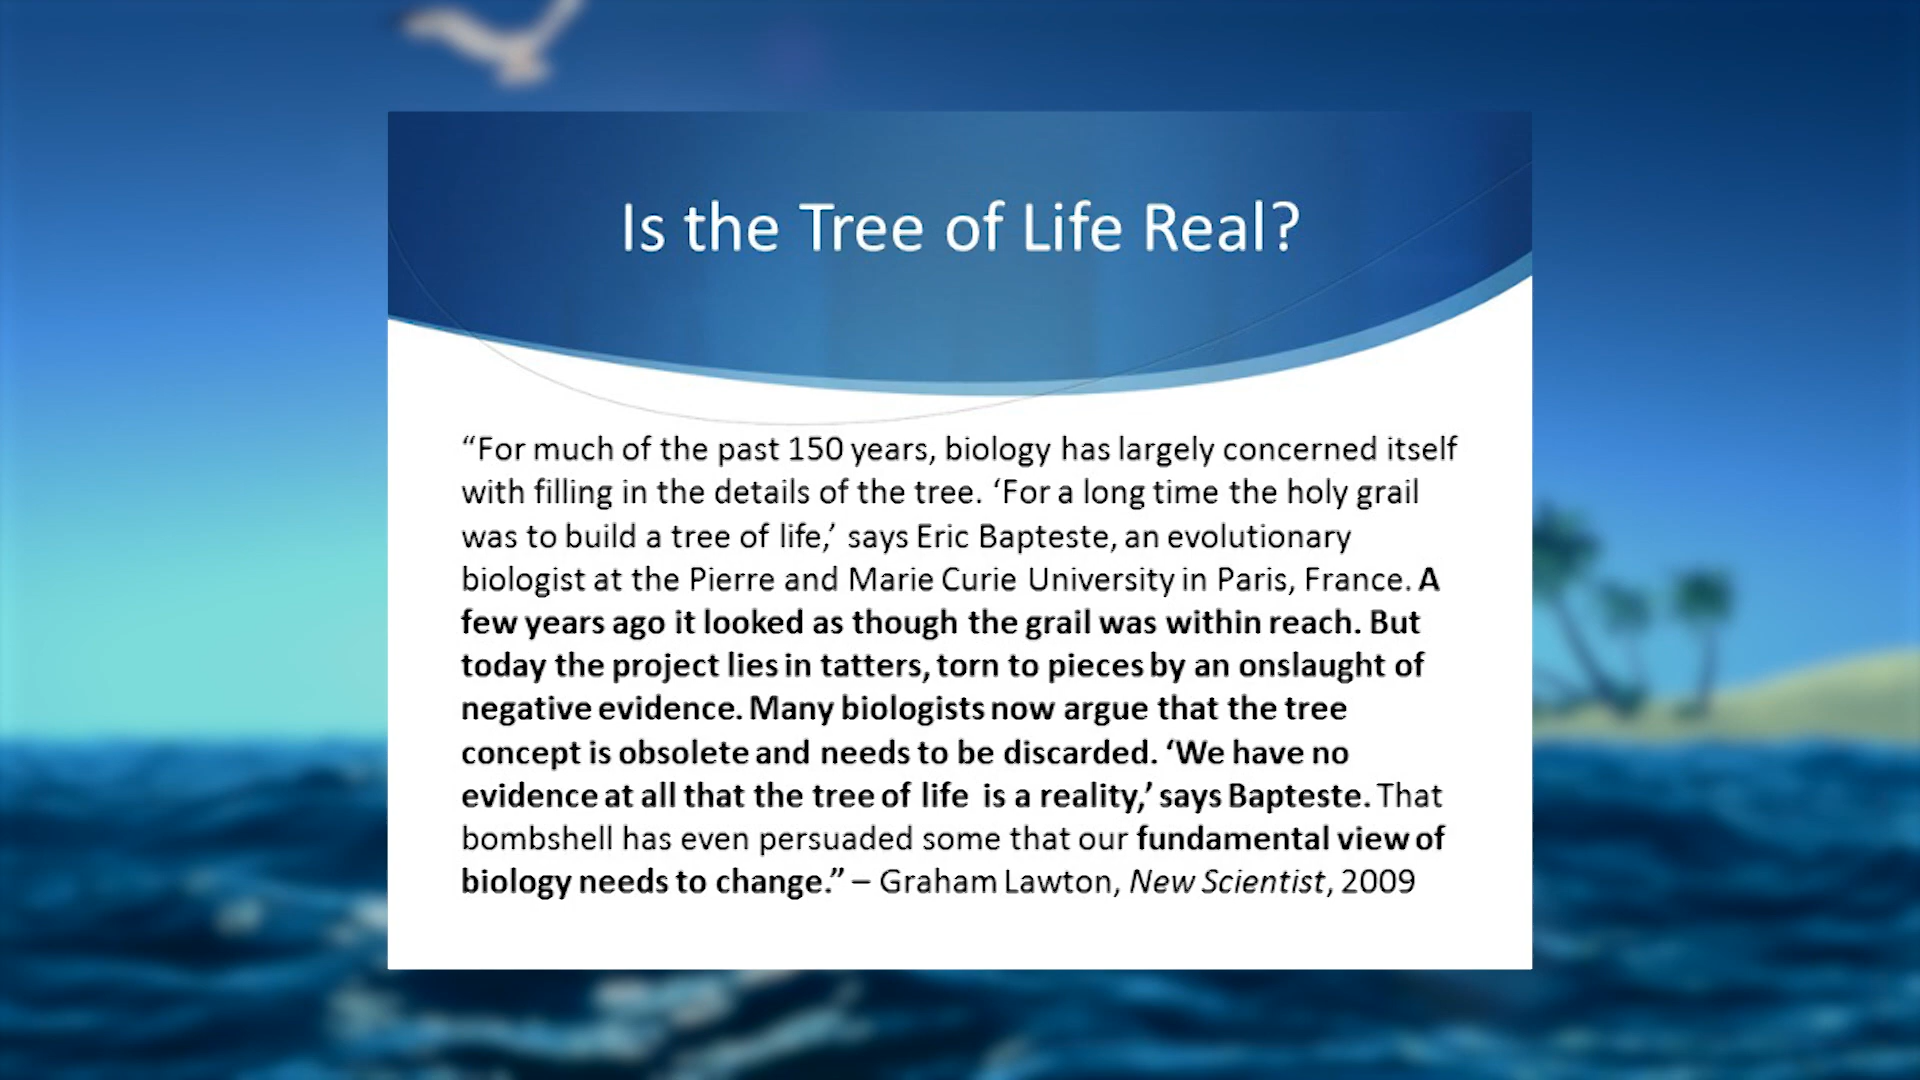 Is the Tree of Life Real?
“For much of the past 150 years, biology has largely concerned itself
with filling in the details of the tree. ‘For a long time the holy grail
was to build a tree of life,’ says Eric Bapteste, an evolutionary
biologist at the Pierre and Marie Curie University in Paris, France. A
few years ago it looked as though the grail was within reach. But
today the project lies in tatters, torn to pieces by an onslaught of
negative evidence. Many biologists now argue that the tree
concept is obsolete and needs to be discarded. ‘We have no
evidence at all that the tree of life is a reality,’ says Bapteste. That
bombshell has even persuaded some that our fundamental view of
biology needs to change.” – Graham Lawton, New Scientist, 2009